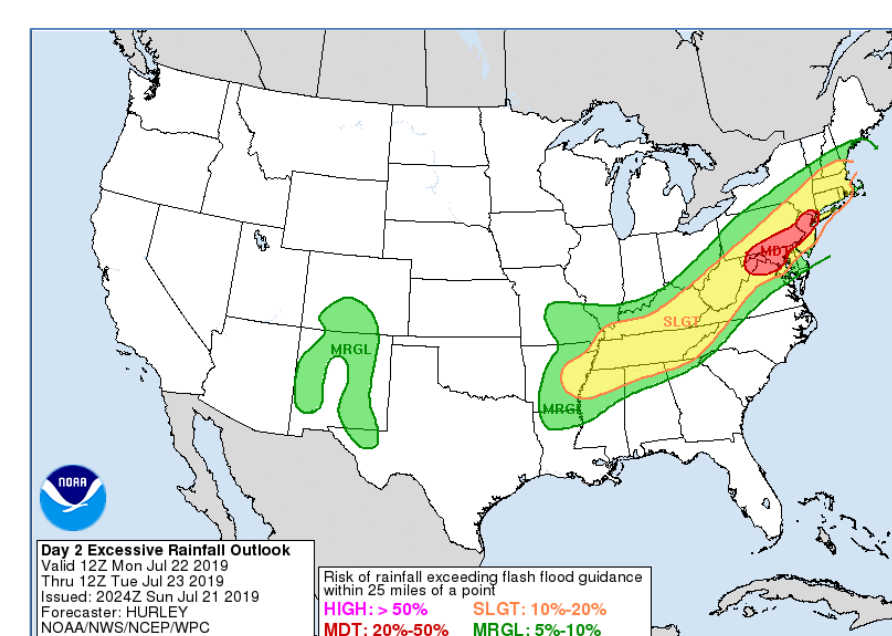 MDT
SLGT
MRGL
MRGL
NOAA
Day 2 Excessive Rainfall Outlook
Valid 12Z Mon Jul 22 2019
Thru 12Z Tue Jul 23 2019
Issued: 2024Z Sun Jul 21 2019
Forecaster: HURLEY
NOAA/NWS/NCEP/WPC
Risk of rainfall exceeding flash flood guidance
within 25 miles of a point
HIGH: > 50% SLGT: 10%-20%
MDT: 20%-50% MRGL: 5%-10%